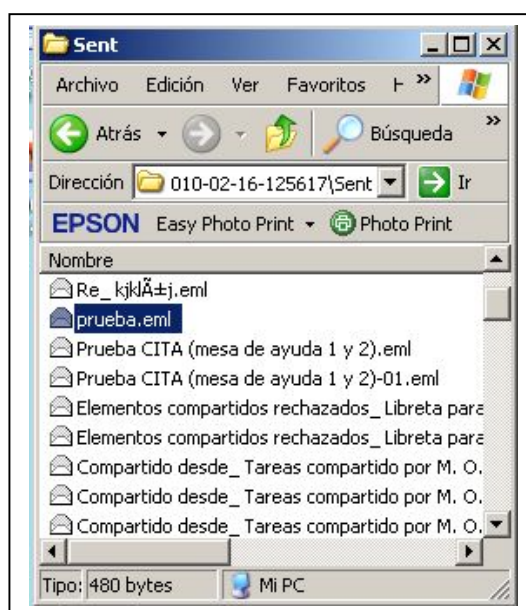 Sent
Archivo Edición Ver Favoritos »
Atrás Búsqueda »
Dirección 010-02-16-125617\Sent Ir
EPSON Easy Photo Print Photo Print
Nombre
Re_ kjklÃ±j.eml
prueba.eml
Prueba CITA (mesa de ayuda 1 y 2).eml
Prueba CITA (mesa de ayuda 1 y 2)-01.eml
Elementos compartidos rechazados_ Libreta para
Elementos compartidos rechazados_ Libreta para
Compartido desde_ Tareas compartido por M. O.
Compartido desde_ Tareas compartido por M. O.
Compartido desde_ Tareas compartido por M. O.
Tipo: 480 bytes Mi PC